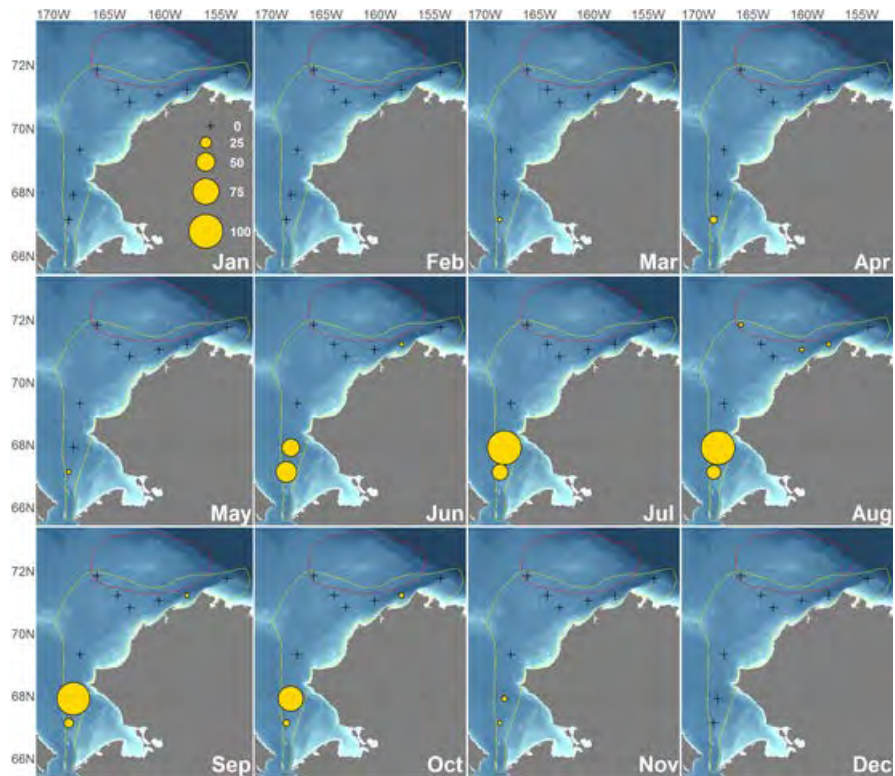 170W 165W 160W 155W 170W 165W 160W 155W 170W 165W 160W 155W 170W 165W 160W 155W
72N
70N
68N
66N
0
25
50
75
100
Jan Feb Mar Apr
72N
70N
68N
66N
May Jun Jul Aug
72N
70N
68N
66N
Sep Oct Nov Dec